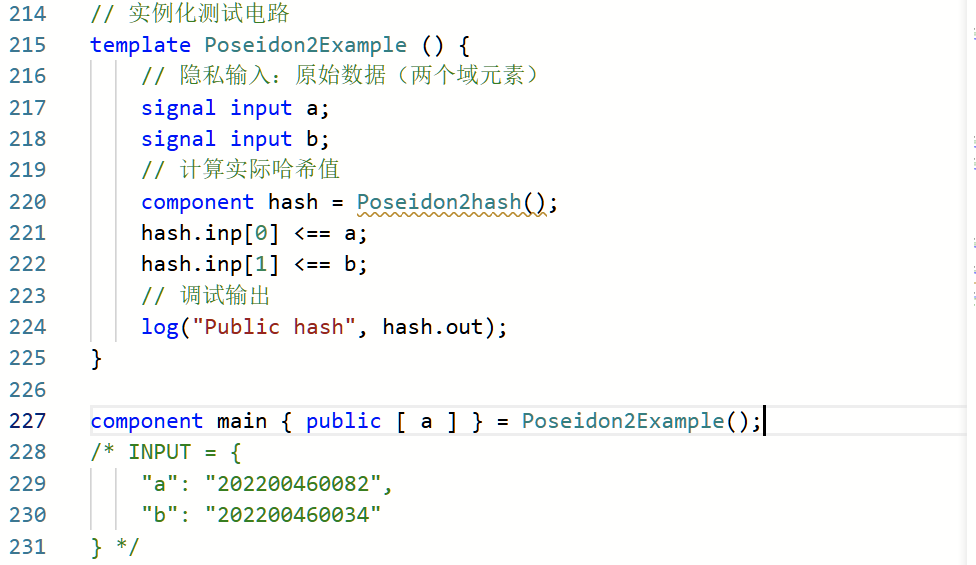 214 // 实例化测试电路
215 template Poseidon2Example () {
216 // 隐私输入：原始数据（两个域元素）
217 signal input a;
218 signal input b;
219 // 计算实际哈希值
220 component hash = Poseidon2hash();
221 hash.inp[0] <== a;
222 hash.inp[1] <== b;
223 // 调试输出
224 log("Public hash", hash.out);
225 }
226
227 component main { public [ a ] } = Poseidon2Example();
228 /* INPUT = {
229 "a": "202200460082",
230 "b": "202200460034"
231 } */